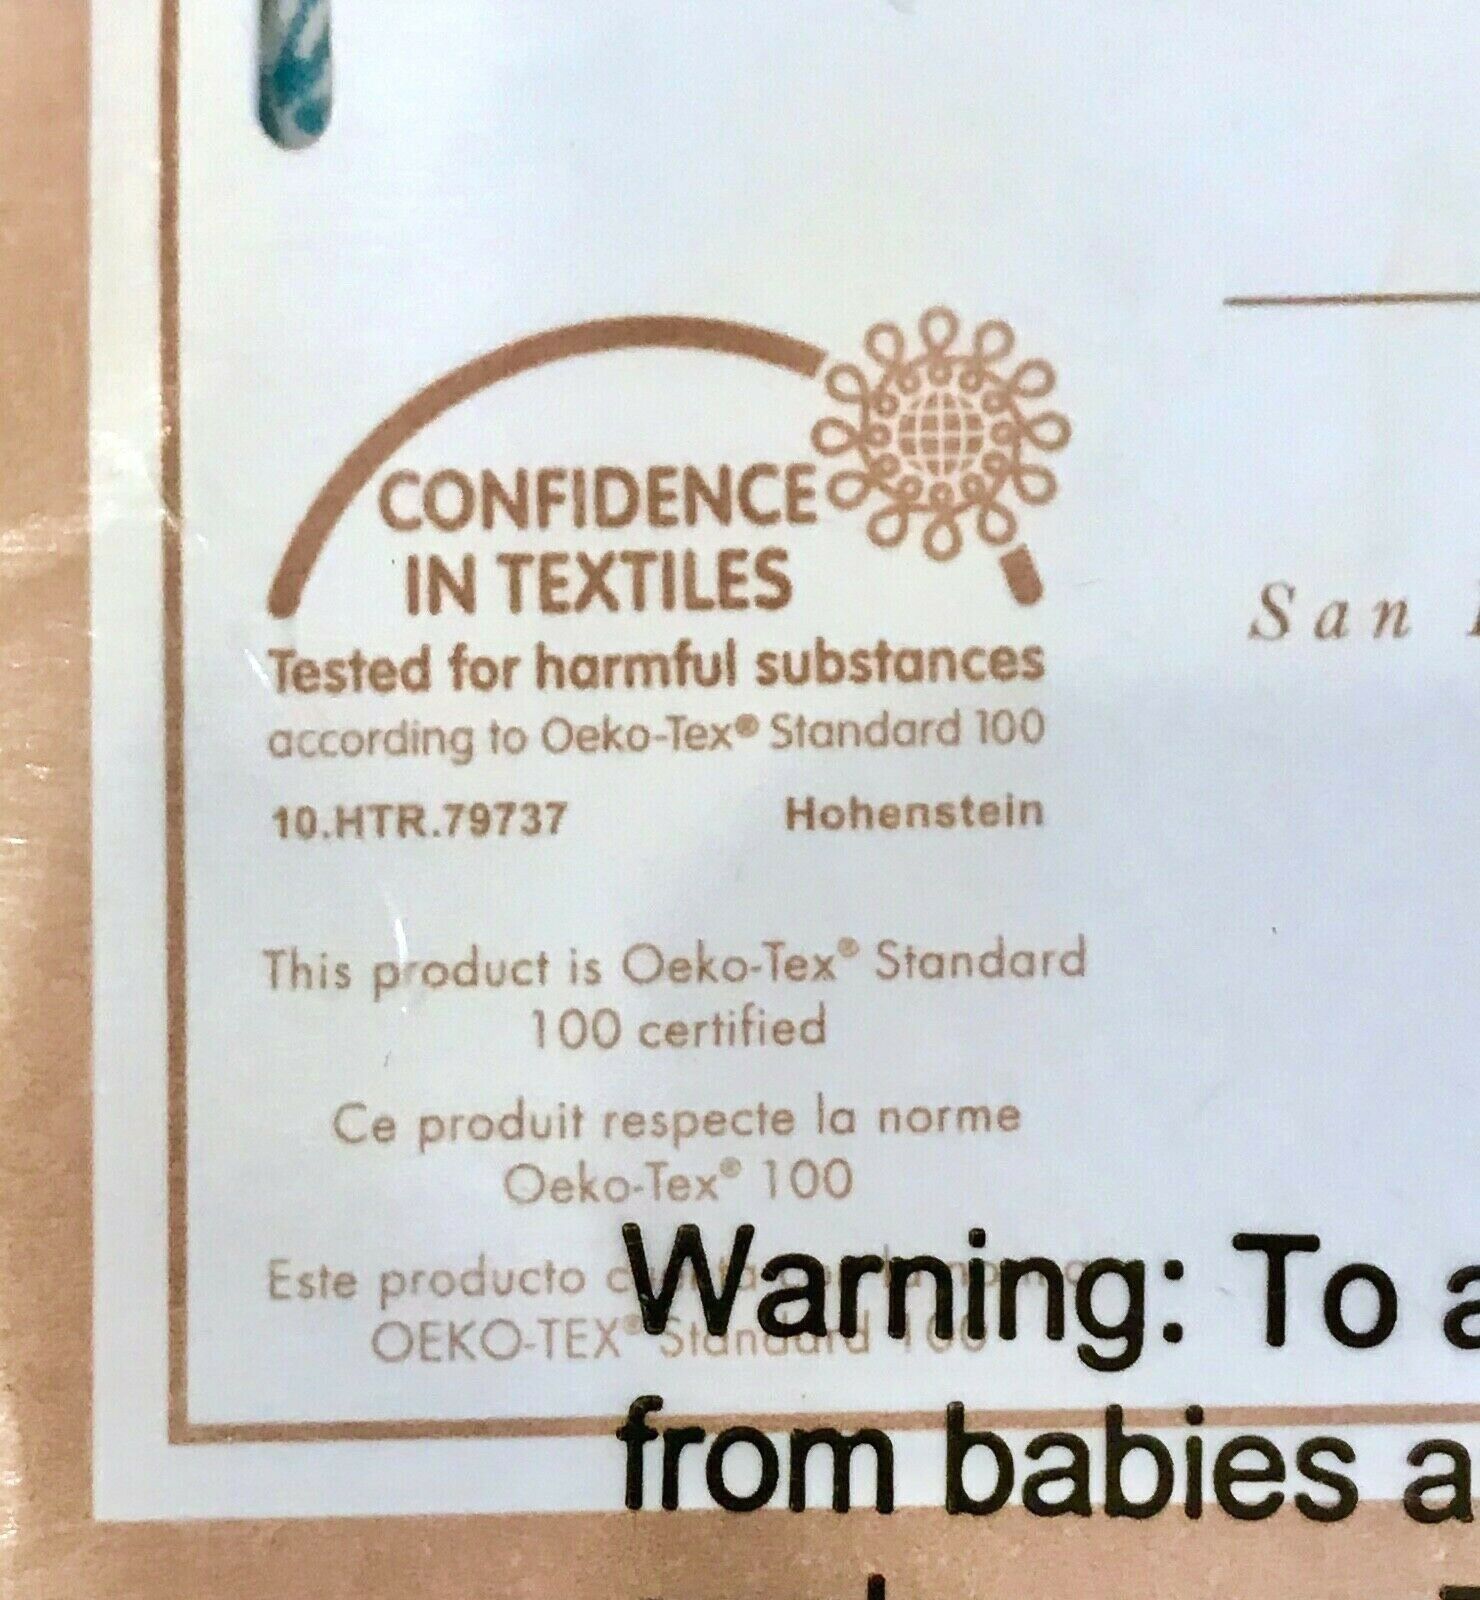 CONFIDENCE
IN TEXTILES
Tested for harmful substances
according to Oeko-Tex® Standard 100
10.HTR.79737 Hohenstein
This product is Oeko-Tex® Standard
100 certified
Ce produit respecte la norme
Oeko-Tex® 100
Este producto
OEKO-TEX® Standard 100
San
Warning: To a
from babies a